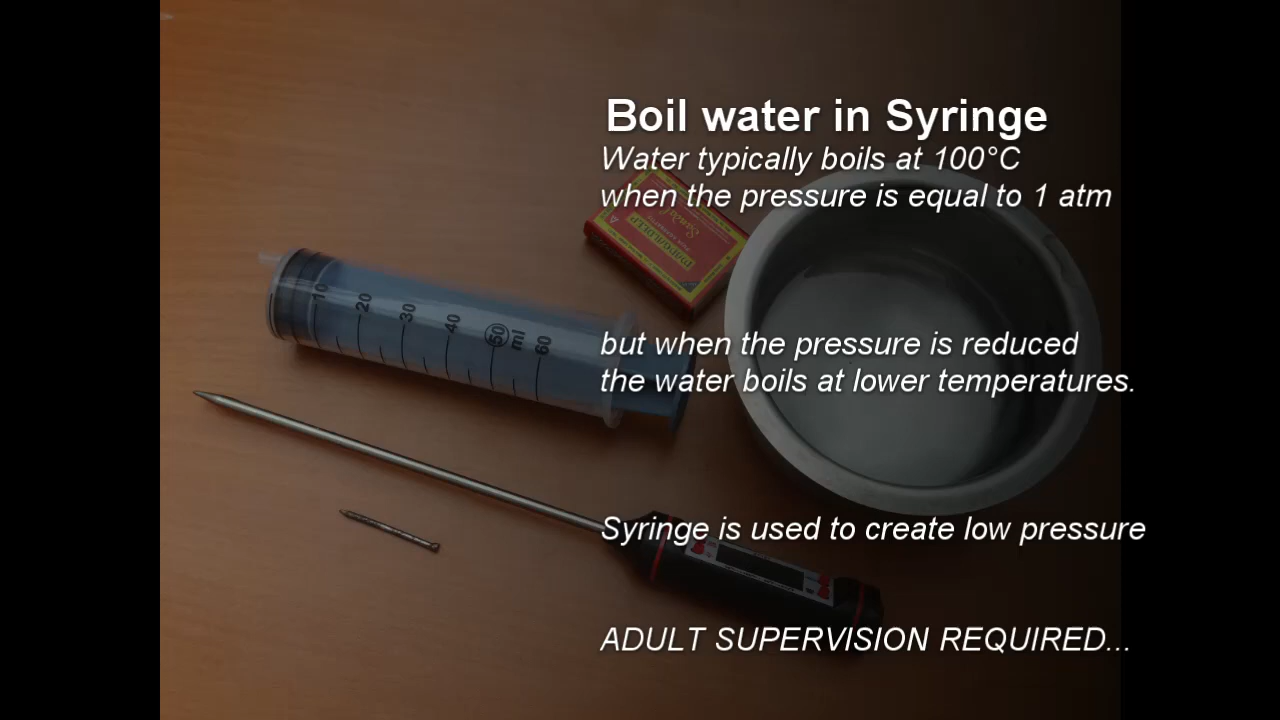 Boil water in Syringe
Water typically boils at 100°C
when the pressure is equal to 1 atm
but when the pressure is reduced
the water boils at lower temperatures.
Syringe is used to create low pressure
ADULT SUPERVISION REQUIRED...
10
20
30
40
50
ml
60